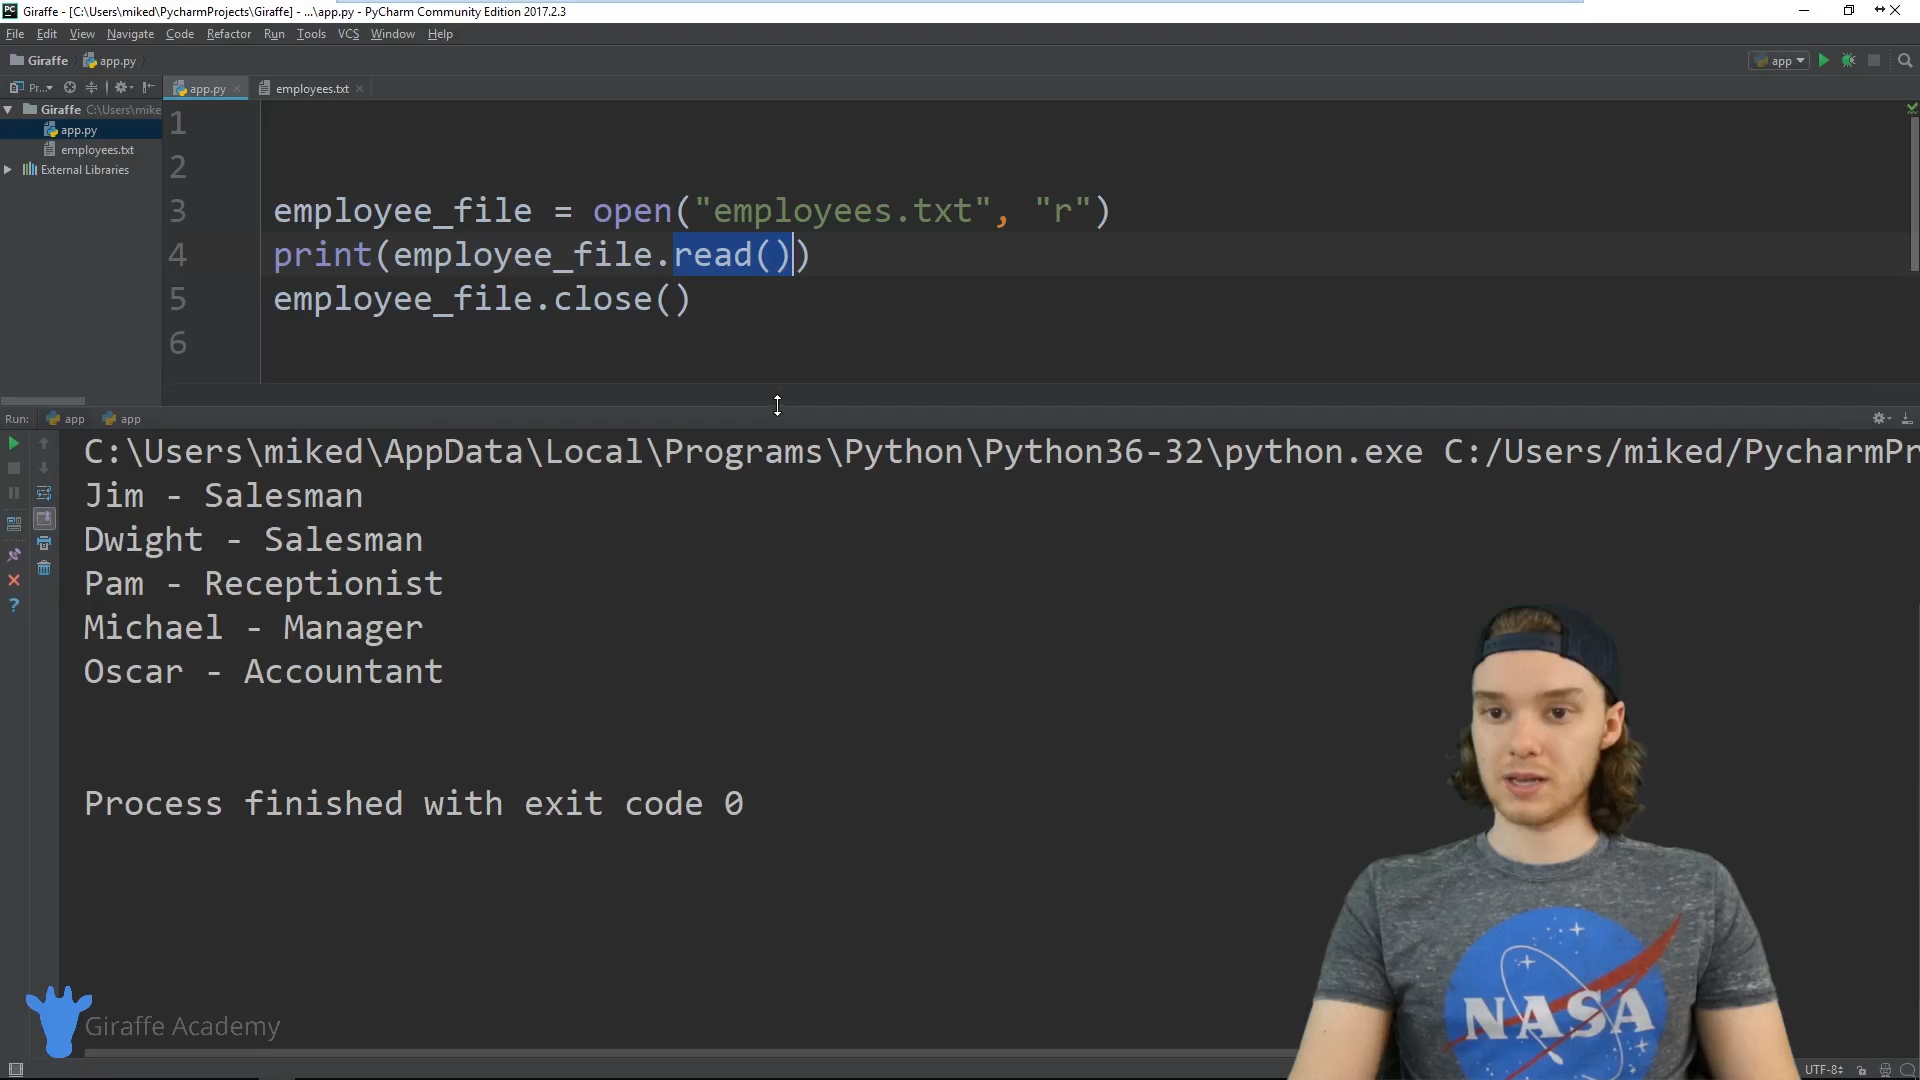 Giraffe - [C:\Users\miked\PycharmProjects\Giraffe] - ...\app.py - PyCharm Community Edition 2017.2.3
File Edit View Navigate Code Refactor Run Tools VCS Window Help
Giraffe app.py app
Pr... app.py employees.txt
Giraffe C:\Users\mike
app.py
employees.txt
External Libraries
1
2
3 employee_file = open("employees.txt", "r")
4 print(employee_file.read())
5 employee_file.close()
6
Run: app app
C:\Users\miked\AppData\Local\Programs\Python\Python36-32\python.exe C:/Users/miked/PycharmPr
Jim - Salesman
Dwight - Salesman
Pam - Receptionist
Michael - Manager
Oscar - Accountant
Process finished with exit code 0
NASA
Giraffe Academy
UTF-8